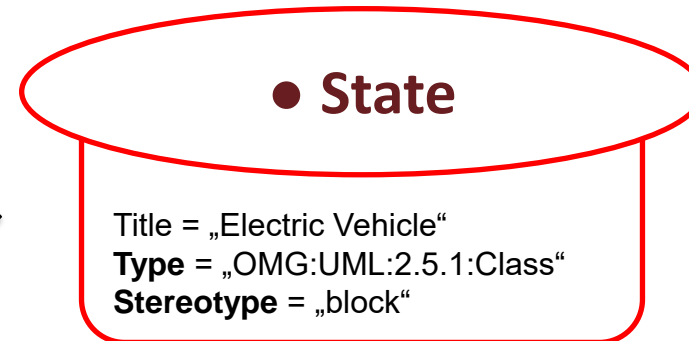 ● State
Title = „Electric Vehicle“
Type = „OMG:UML:2.5.1:Class“
Stereotype = „block“